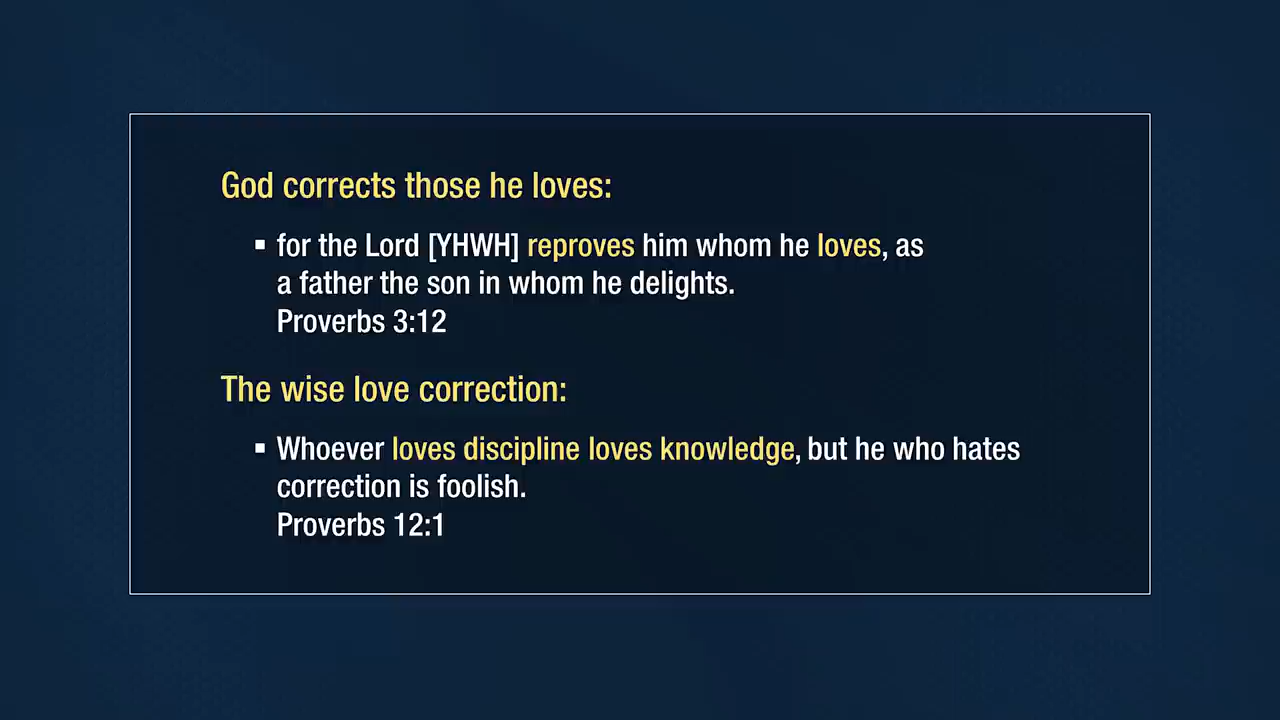 God corrects those he loves:
▪ for the Lord [YHWH] reproves him whom he loves, as
a father the son in whom he delights.
Proverbs 3:12
The wise love correction:
▪ Whoever loves discipline loves knowledge, but he who hates
correction is foolish.
Proverbs 12:1